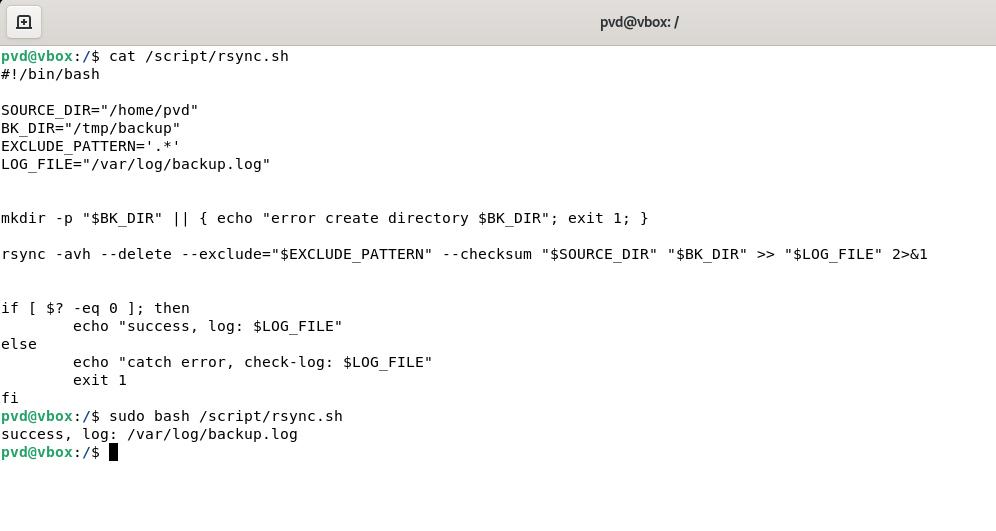 pvd@vbox: /
pvd@vbox:/$ cat /script/rsync.sh
#!/bin/bash
SOURCE_DIR="/home/pvd"
BK_DIR="/tmp/backup"
EXCLUDE_PATTERN='.*'
LOG_FILE="/var/log/backup.log"
mkdir -p "$BK_DIR" || { echo "error create directory $BK_DIR"; exit 1; }
rsync -avh --delete --exclude="$EXCLUDE_PATTERN" --checksum "$SOURCE_DIR" "$BK_DIR" >> "$LOG_FILE" 2>&1
if [ $? -eq 0 ]; then
        echo "success, log: $LOG_FILE"
else
        echo "catch error, check-log: $LOG_FILE"
        exit 1
fi
pvd@vbox:/$ sudo bash /script/rsync.sh
success, log: /var/log/backup.log
pvd@vbox:/$